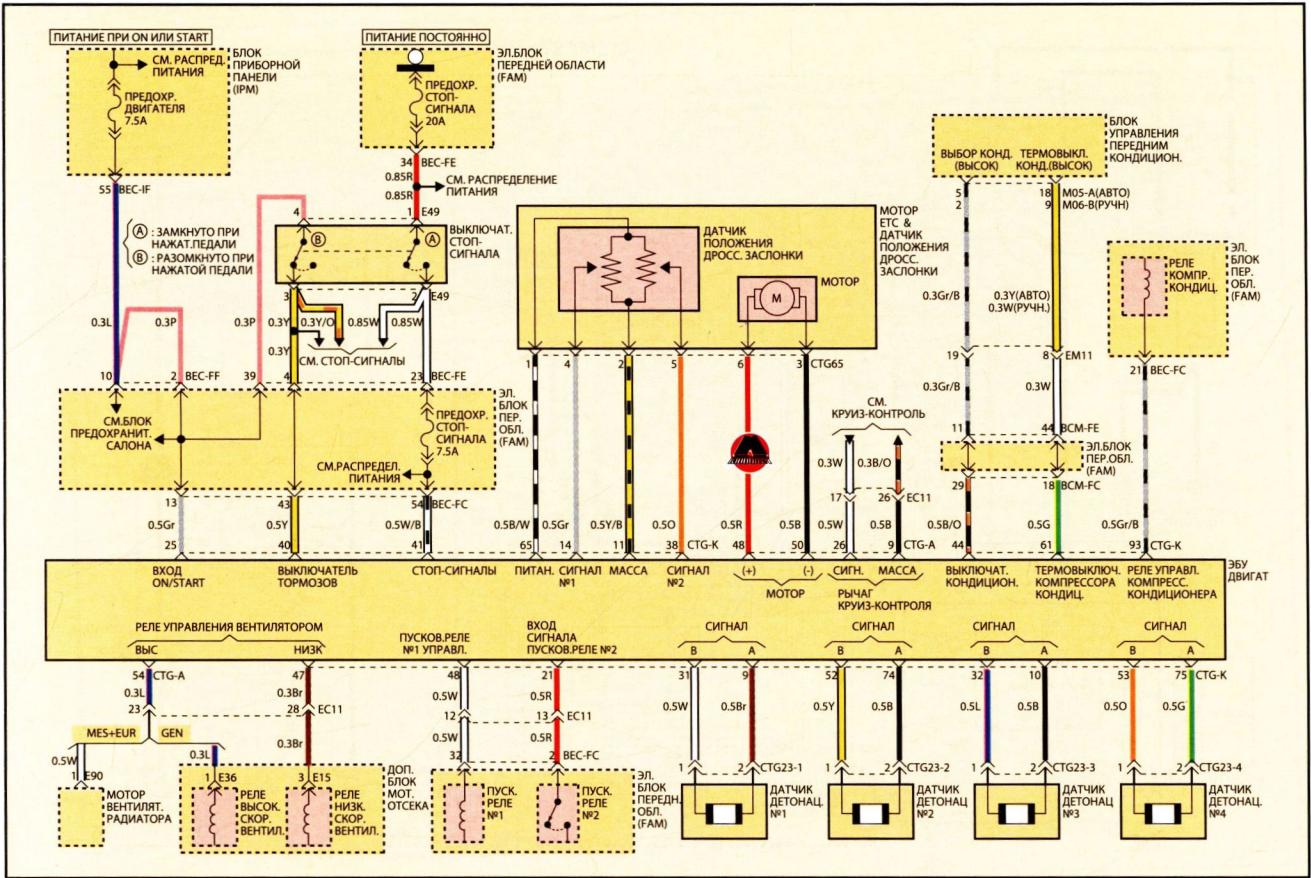 ПИТАНИЕ ПРИ ON ИЛИ START
СМ. РАСПРЕД.
ПИТАНИЯ
ПРЕДОХР.
ДВИГАТЕЛЯ
7.5A
БЛОК
ПРИБОРНОЙ
ПАНЕЛИ
(IPM)
55 BEC-IF
ПИТАНИЕ ПОСТОЯННО
ПРЕДОХР.
СТОП-
СИГНАЛА
20A
ЭЛ.БЛОК
ПЕРЕДНЕЙ ОБЛАСТИ
(FAM)
34 BEC-FE
0.85R
СМ. РАСПРЕДЕЛЕНИЕ
ПИТАНИЯ
0.85R
4
1 E49
A : ЗАМКНУТО ПРИ
НАЖАТ.ПЕДАЛИ
B : РАЗОМКНУТО ПРИ
НАЖАТОЙ ПЕДАЛИ
B
A
ВЫКЛЮЧАТ.
СТОП-
СИГНАЛА
3
2 E49
0.3L
0.3P
0.3P
0.3Y
0.3Y/O
0.85W
0.85W
0.3Y
СМ. СТОП-СИГНАЛЫ
10
2 BEC-FF
39
4
23 BEC-FE
СМ.БЛОК
ПРЕДОХРАНИТ.
САЛОНА
ПРЕДОХР.
СТОП-
СИГНАЛА
7.5A
СМ.РАСПРЕДЕЛ.
ПИТАНИЯ
ЭЛ.
БЛОК
ПЕР.
ОБЛ.
(FAM)
13
43
54 BEC-FC
0.5Gr
0.5Y
0.5W/B
25
40
41
ДАТЧИК
ПОЛОЖЕНИЯ
ДРОСС. ЗАСЛОНКИ
МОТОР
M
МОТОР
ETC &
ДАТЧИК
ПОЛОЖЕНИЯ
ДРОСС.
ЗАСЛОНКИ
1
4
2
5
6
3 CTG65
A
0.5B/W
0.5Gr
0.5Y/B
0.5O
0.5R
0.5B
65
14
11
38 CTG-K
48
50
СМ.
КРУИЗ-КОНТРОЛЬ
0.3W
0.3B/O
17
26 EC11
0.5W
0.5B
26
9 CTG-A
ВЫБОР КОНД.
(ВЫСОК)
ТЕРМОВЫКЛ.
КОНД.(ВЫСОК)
БЛОК
УПРАВЛЕНИЯ
ПЕРЕДНИМ
КОНДИЦИОН.
5
18 M05-A(АВТО)
2
9 M06-B(РУЧН)
0.3Gr/B
0.3Y(АВТО)
0.3W(РУЧН.)
19
8 EM11
0.3Gr/B
0.3W
11
44 BCM-FE
ЭЛ.БЛОК
ПЕР.ОБЛ.
(FAM)
29
18 BCM-FC
0.5B/O
0.5G
44
61
РЕЛЕ
КОМПР.
КОНДИЦ.
ЭЛ.
БЛОК
ПЕР.
ОБЛ.
(FAM)
21 BEC-FC
0.5Gr/B
93 CTG-K
ВХОД
ON/START
ВЫКЛЮЧАТЕЛЬ
ТОРМОЗОВ
СТОП-СИГНАЛЫ
ПИТАН.
СИГНАЛ
№1
МАССА
СИГНАЛ
№2
(+)
(-)
МОТОР
СИГН.
МАССА
РЫЧАГ
КРУИЗ-КОНТРОЛЯ
ВЫКЛЮЧАТ.
КОНДИЦИОН.
ТЕРМОВЫКЛЮЧ.
КОМПРЕССОРА
КОНДИЦ.
РЕЛЕ УПРАВЛ.
КОМПРЕСС.
КОНДИЦИОНЕРА
ЭБУ
ДВИГАТ
РЕЛЕ УПРАВЛЕНИЯ ВЕНТИЛЯТОРОМ
ВЫС
НИЗК
ПУСКОВ.РЕЛЕ
№1 УПРАВЛ.
ВХОД
СИГНАЛА
ПУСКОВ.РЕЛЕ №2
СИГНАЛ
B
A
СИГНАЛ
B
A
СИГНАЛ
B
A
СИГНАЛ
B
A
54 CTG-A
47
48
21
31
9
52
74
32
10
53
75 CTG-K
0.3L
0.3Br
23
28 EC11
MES+EUR
GEN
0.5W
0.3L
0.3Br
1 E90
1 E36
3 E15
МОТОР
ВЕНТИЛЯТ.
РАДИАТОРА
РЕЛЕ
ВЫСОК.
СКОР.
ВЕНТИЛ.
РЕЛЕ
НИЗК.
СКОР.
ВЕНТИЛ.
ДОП.
БЛОК
МОТ.
ОТСЕКА
0.5W
0.5R
12
13 EC11
0.5W
0.5R
32
2 BEC-FC
ПУСК.
РЕЛЕ
№1
ПУСК.
РЕЛЕ
№2
ЭЛ.
БЛОК
ПЕРЕДН.
ОБЛ.
(FAM)
0.5W
0.5Br
0.5Y
0.5B
0.5L
0.5B
0.5O
0.5G
1
2 CTG23-1
1
2 CTG23-2
1
2 CTG23-3
1
2 CTG23-4
ДАТЧИК
ДЕТОНАЦ.
№1
ДАТЧИК
ДЕТОНАЦ.
№2
ДАТЧИК
ДЕТОНАЦ
№3
ДАТЧИК
ДЕТОНАЦ.
№4